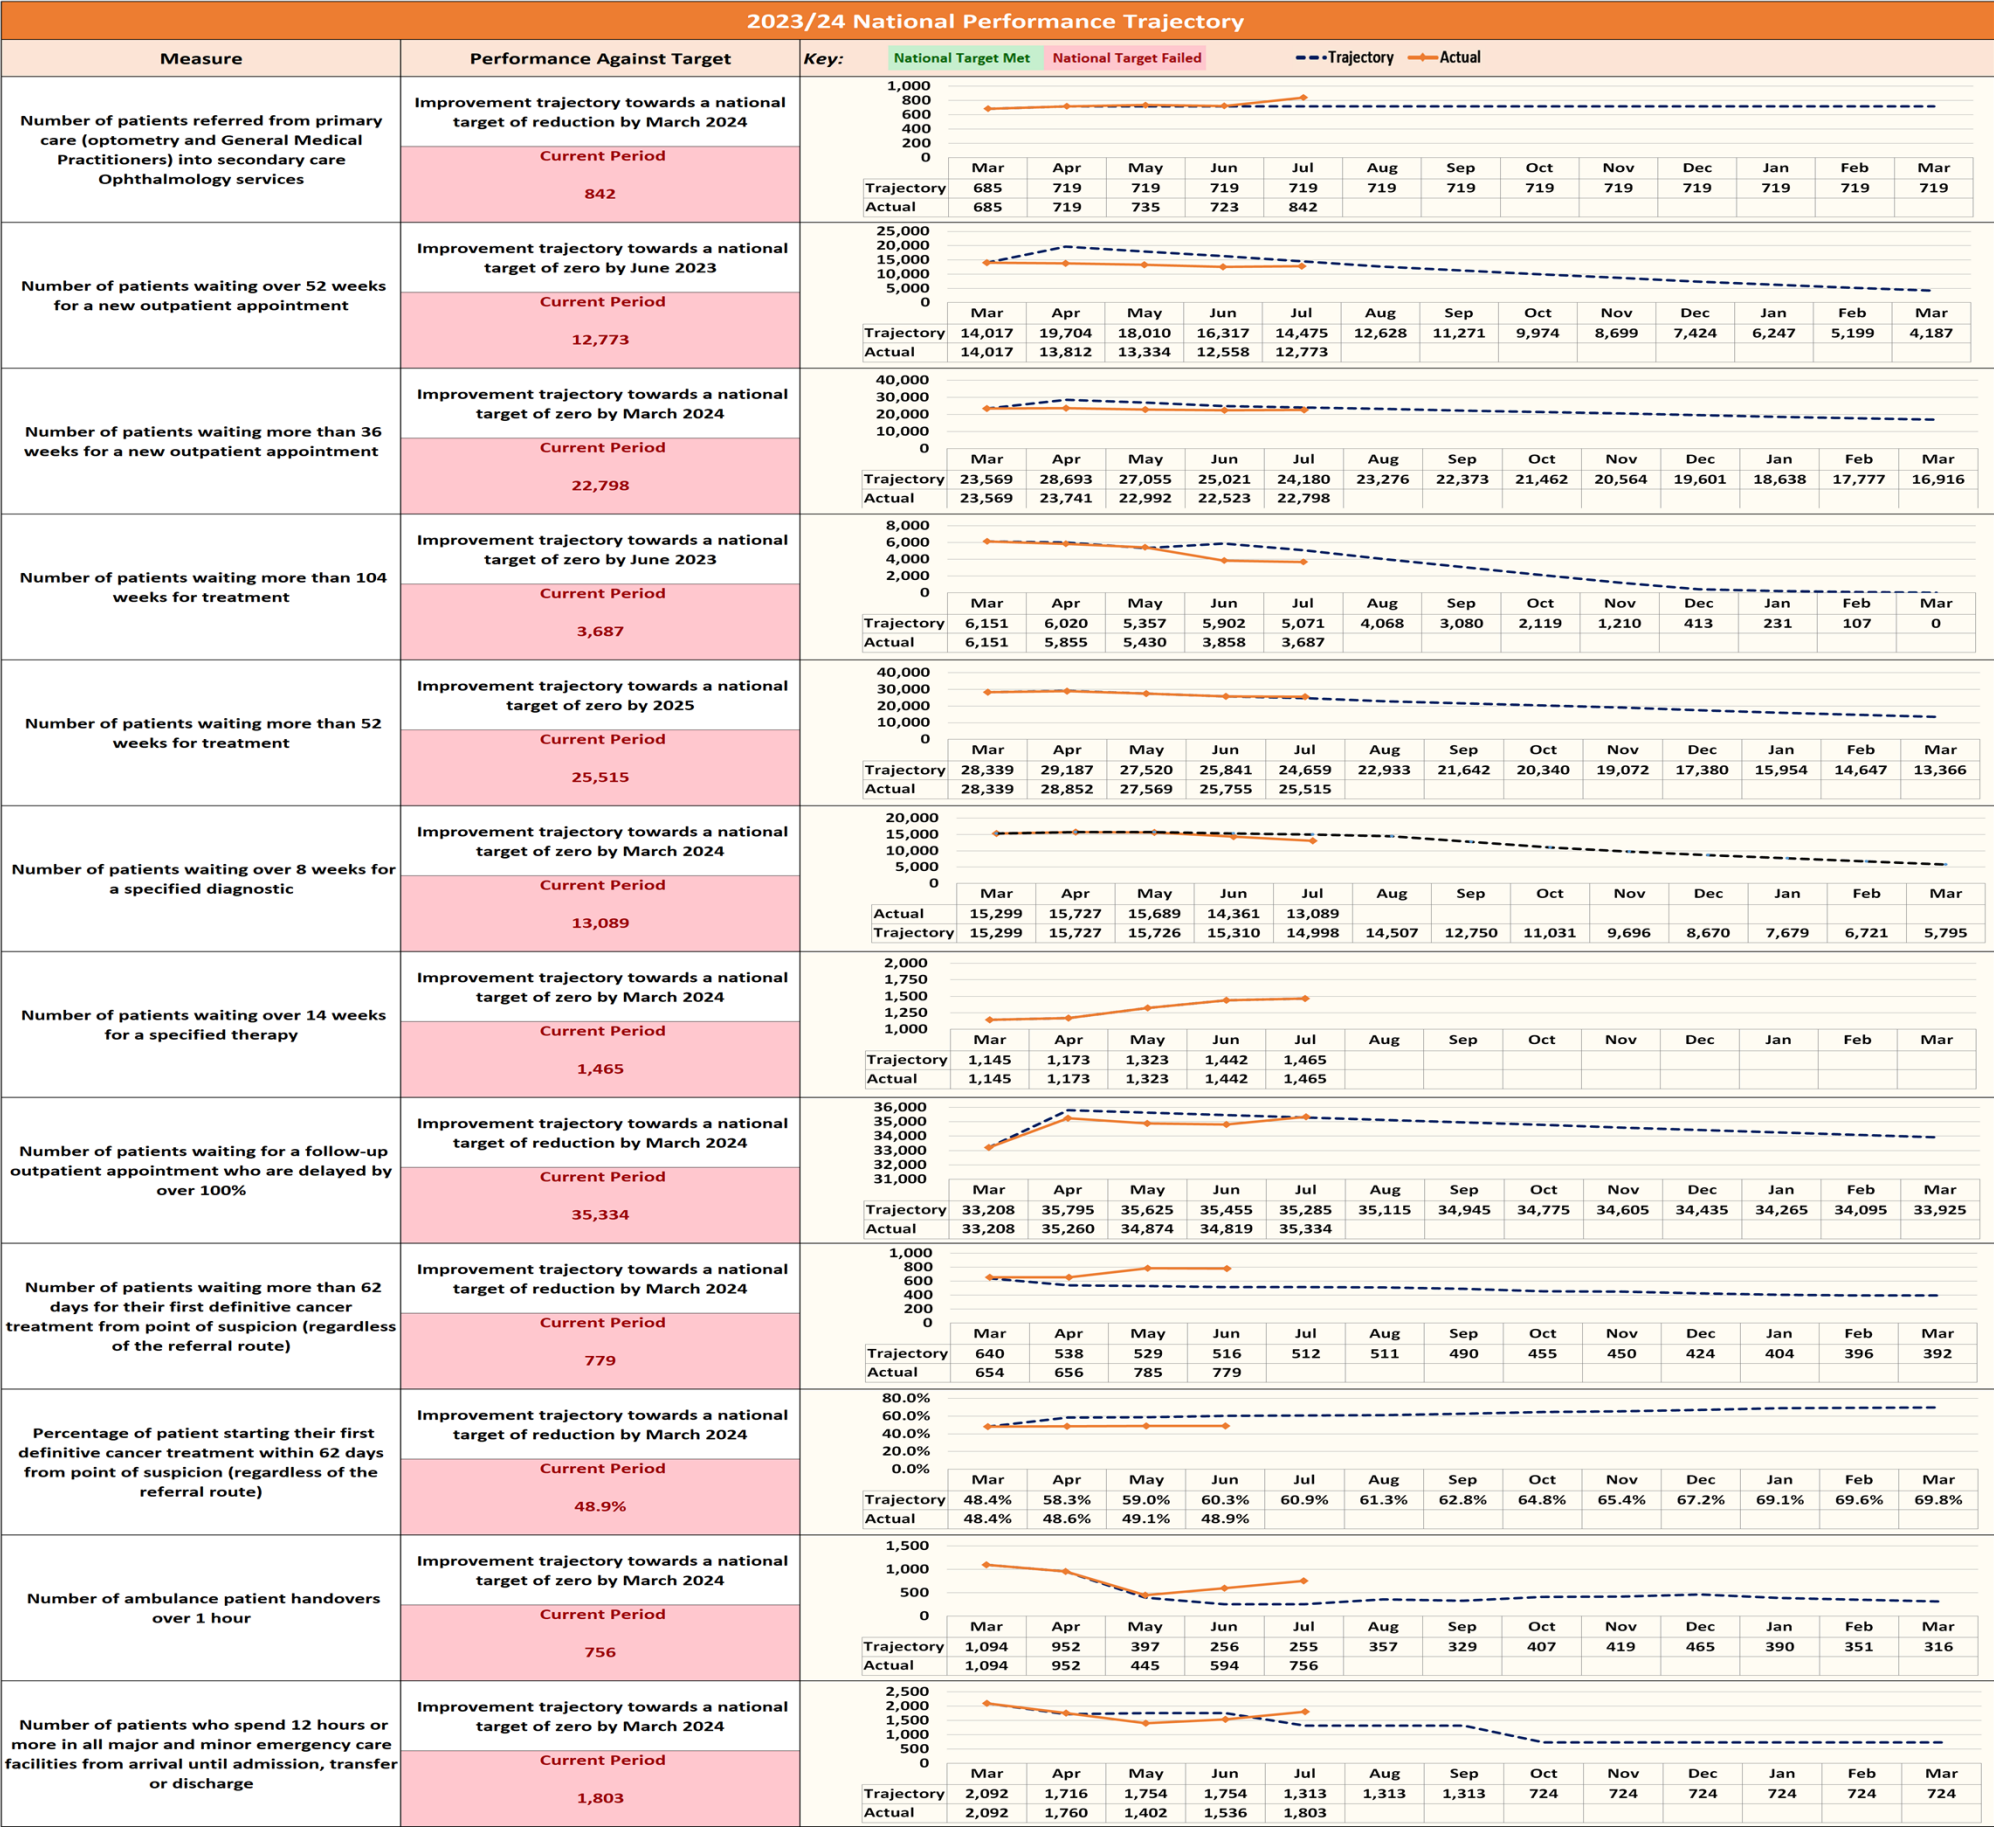 2023/24 National Performance Trajectory
Measure
Performance Against Target
Key:
National Target Met
National Target Failed
Trajectory
Actual
Number of patients referred from primary
care (optometry and General Medical
Practitioners) into secondary care
Ophthalmology services
Improvement trajectory towards a national
target of reduction by March 2024
Current Period
842
1,000
800
600
400
200
0
Mar Apr May Jun Jul Aug Sep Oct Nov Dec Jan Feb Mar
Trajectory 685 719 719 719 719 719 719 719 719 719 719 719 719
Actual 685 719 735 723 842
Number of patients waiting over 52 weeks
for a new outpatient appointment
Improvement trajectory towards a national
target of zero by June 2023
Current Period
12,773
25,000
20,000
15,000
10,000
5,000
0
Mar Apr May Jun Jul Aug Sep Oct Nov Dec Jan Feb Mar
Trajectory 14,017 19,704 18,010 16,317 14,475 12,628 11,271 9,974 8,699 7,424 6,247 5,199 4,187
Actual 14,017 13,812 13,334 12,558 12,773
Number of patients waiting more than 36
weeks for a new outpatient appointment
Improvement trajectory towards a national
target of zero by March 2024
Current Period
22,798
40,000
30,000
20,000
10,000
0
Mar Apr May Jun Jul Aug Sep Oct Nov Dec Jan Feb Mar
Trajectory 23,569 28,693 27,055 25,021 24,180 23,276 22,373 21,462 20,564 19,601 18,638 17,777 16,916
Actual 23,569 23,741 22,992 22,523 22,798
Number of patients waiting more than 104
weeks for treatment
Improvement trajectory towards a national
target of zero by June 2023
Current Period
3,687
8,000
6,000
4,000
2,000
0
Mar Apr May Jun Jul Aug Sep Oct Nov Dec Jan Feb Mar
Trajectory 6,151 6,020 5,357 5,902 5,071 4,068 3,080 2,119 1,210 413 231 107 0
Actual 6,151 5,855 5,430 3,858 3,687
Number of patients waiting more than 52
weeks for treatment
Improvement trajectory towards a national
target of zero by 2025
Current Period
25,515
40,000
30,000
20,000
10,000
0
Mar Apr May Jun Jul Aug Sep Oct Nov Dec Jan Feb Mar
Trajectory 28,339 29,187 27,520 25,841 24,659 22,933 21,642 20,340 19,072 17,380 15,954 14,647 13,366
Actual 28,339 28,852 27,569 25,755 25,515
Number of patients waiting over 8 weeks for
a specified diagnostic
Improvement trajectory towards a national
target of zero by March 2024
Current Period
13,089
20,000
15,000
10,000
5,000
0
Mar Apr May Jun Jul Aug Sep Oct Nov Dec Jan Feb Mar
Actual 15,299 15,727 15,689 14,361 13,089
Trajectory 15,299 15,727 15,726 15,310 14,998 14,507 12,750 11,031 9,696 8,670 7,679 6,721 5,795
Number of patients waiting over 14 weeks
for a specified therapy
Improvement trajectory towards a national
target of zero by March 2024
Current Period
1,465
2,000
1,750
1,500
1,250
1,000
Mar Apr May Jun Jul Aug Sep Oct Nov Dec Jan Feb Mar
Trajectory 1,145 1,173 1,323 1,442 1,465
Actual 1,145 1,173 1,323 1,442 1,465
Number of patients waiting for a follow-up
outpatient appointment who are delayed by
over 100%
Improvement trajectory towards a national
target of reduction by March 2024
Current Period
35,334
36,000
35,000
34,000
33,000
32,000
31,000
Mar Apr May Jun Jul Aug Sep Oct Nov Dec Jan Feb Mar
Trajectory 33,208 35,795 35,625 35,455 35,285 35,115 34,945 34,775 34,605 34,435 34,265 34,095 33,925
Actual 33,208 35,260 34,874 34,819 35,334
Number of patients waiting more than 62
days for their first definitive cancer
treatment from point of suspicion (regardless
of the referral route)
Improvement trajectory towards a national
target of reduction by March 2024
Current Period
779
1,000
800
600
400
200
0
Mar Apr May Jun Jul Aug Sep Oct Nov Dec Jan Feb Mar
Trajectory 640 538 529 516 512 511 490 455 450 424 404 396 392
Actual 654 656 785 779
Percentage of patient starting their first
definitive cancer treatment within 62 days
from point of suspicion (regardless of the
referral route)
Improvement trajectory towards a national
target of reduction by March 2024
Current Period
48.9%
80.0%
60.0%
40.0%
20.0%
0.0%
Mar Apr May Jun Jul Aug Sep Oct Nov Dec Jan Feb Mar
Trajectory 48.4% 58.3% 59.0% 60.3% 60.9% 61.3% 62.8% 64.8% 65.4% 67.2% 69.1% 69.6% 69.8%
Actual 48.4% 48.6% 49.1% 48.9%
Number of ambulance patient handovers
over 1 hour
Improvement trajectory towards a national
target of zero by March 2024
Current Period
756
1,500
1,000
500
0
Mar Apr May Jun Jul Aug Sep Oct Nov Dec Jan Feb Mar
Trajectory 1,094 952 397 256 255 357 329 407 419 465 390 351 316
Actual 1,094 952 445 594 756
Number of patients who spend 12 hours or
more in all major and minor emergency care
facilities from arrival until admission, transfer
or discharge
Improvement trajectory towards a national
target of zero by March 2024
Current Period
1,803
2,500
2,000
1,500
1,000
500
0
Mar Apr May Jun Jul Aug Sep Oct Nov Dec Jan Feb Mar
Trajectory 2,092 1,716 1,754 1,754 1,313 1,313 1,313 724 724 724 724 724 724
Actual 2,092 1,760 1,402 1,536 1,803